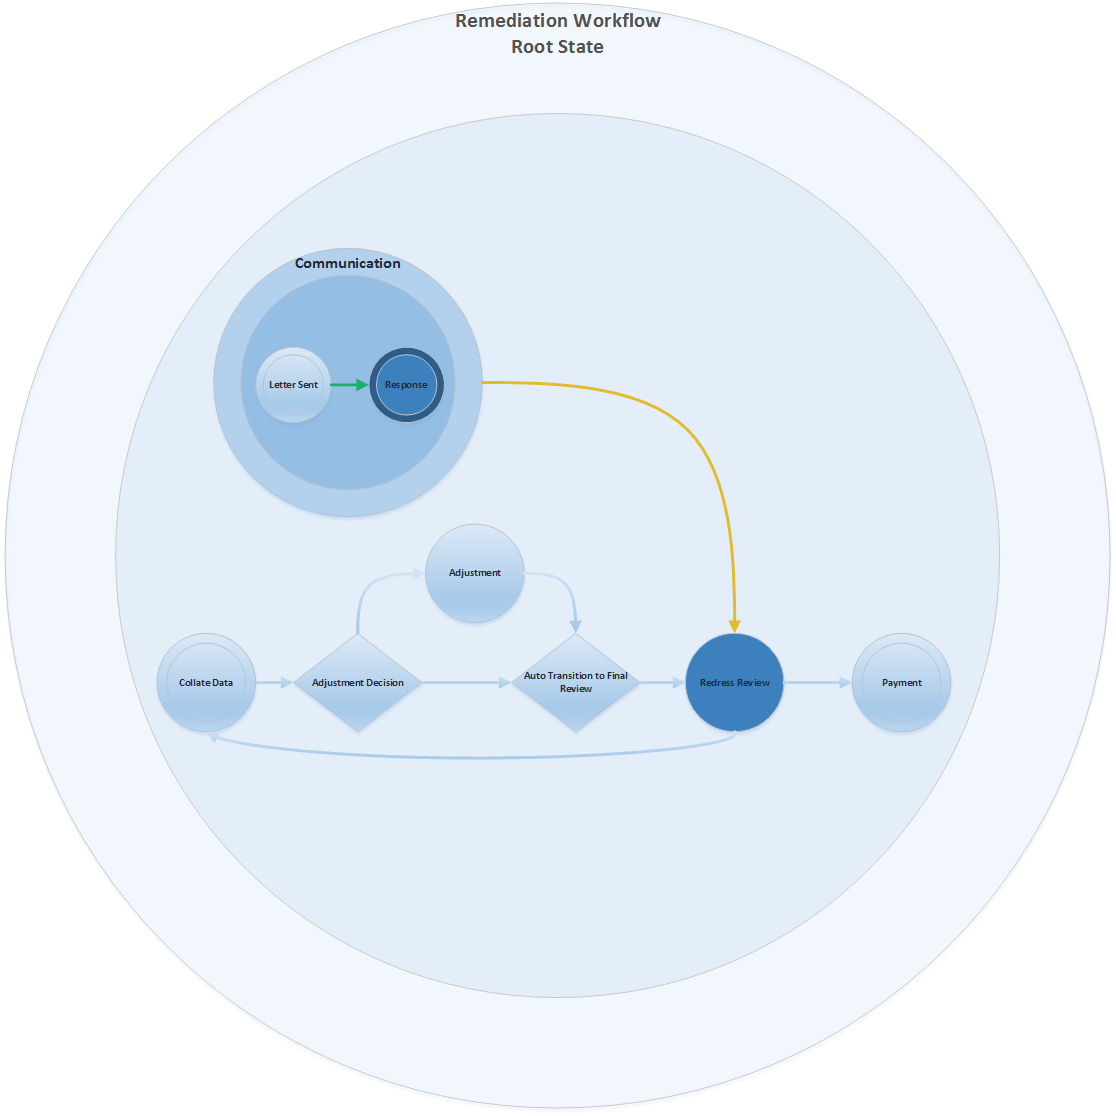 Remediation Workflow
Root State
Communication
Letter Sent
Response
Adjustment
Collate Data
Adjustment Decision
Auto Transition to Final
Review
Redress Review
Payment